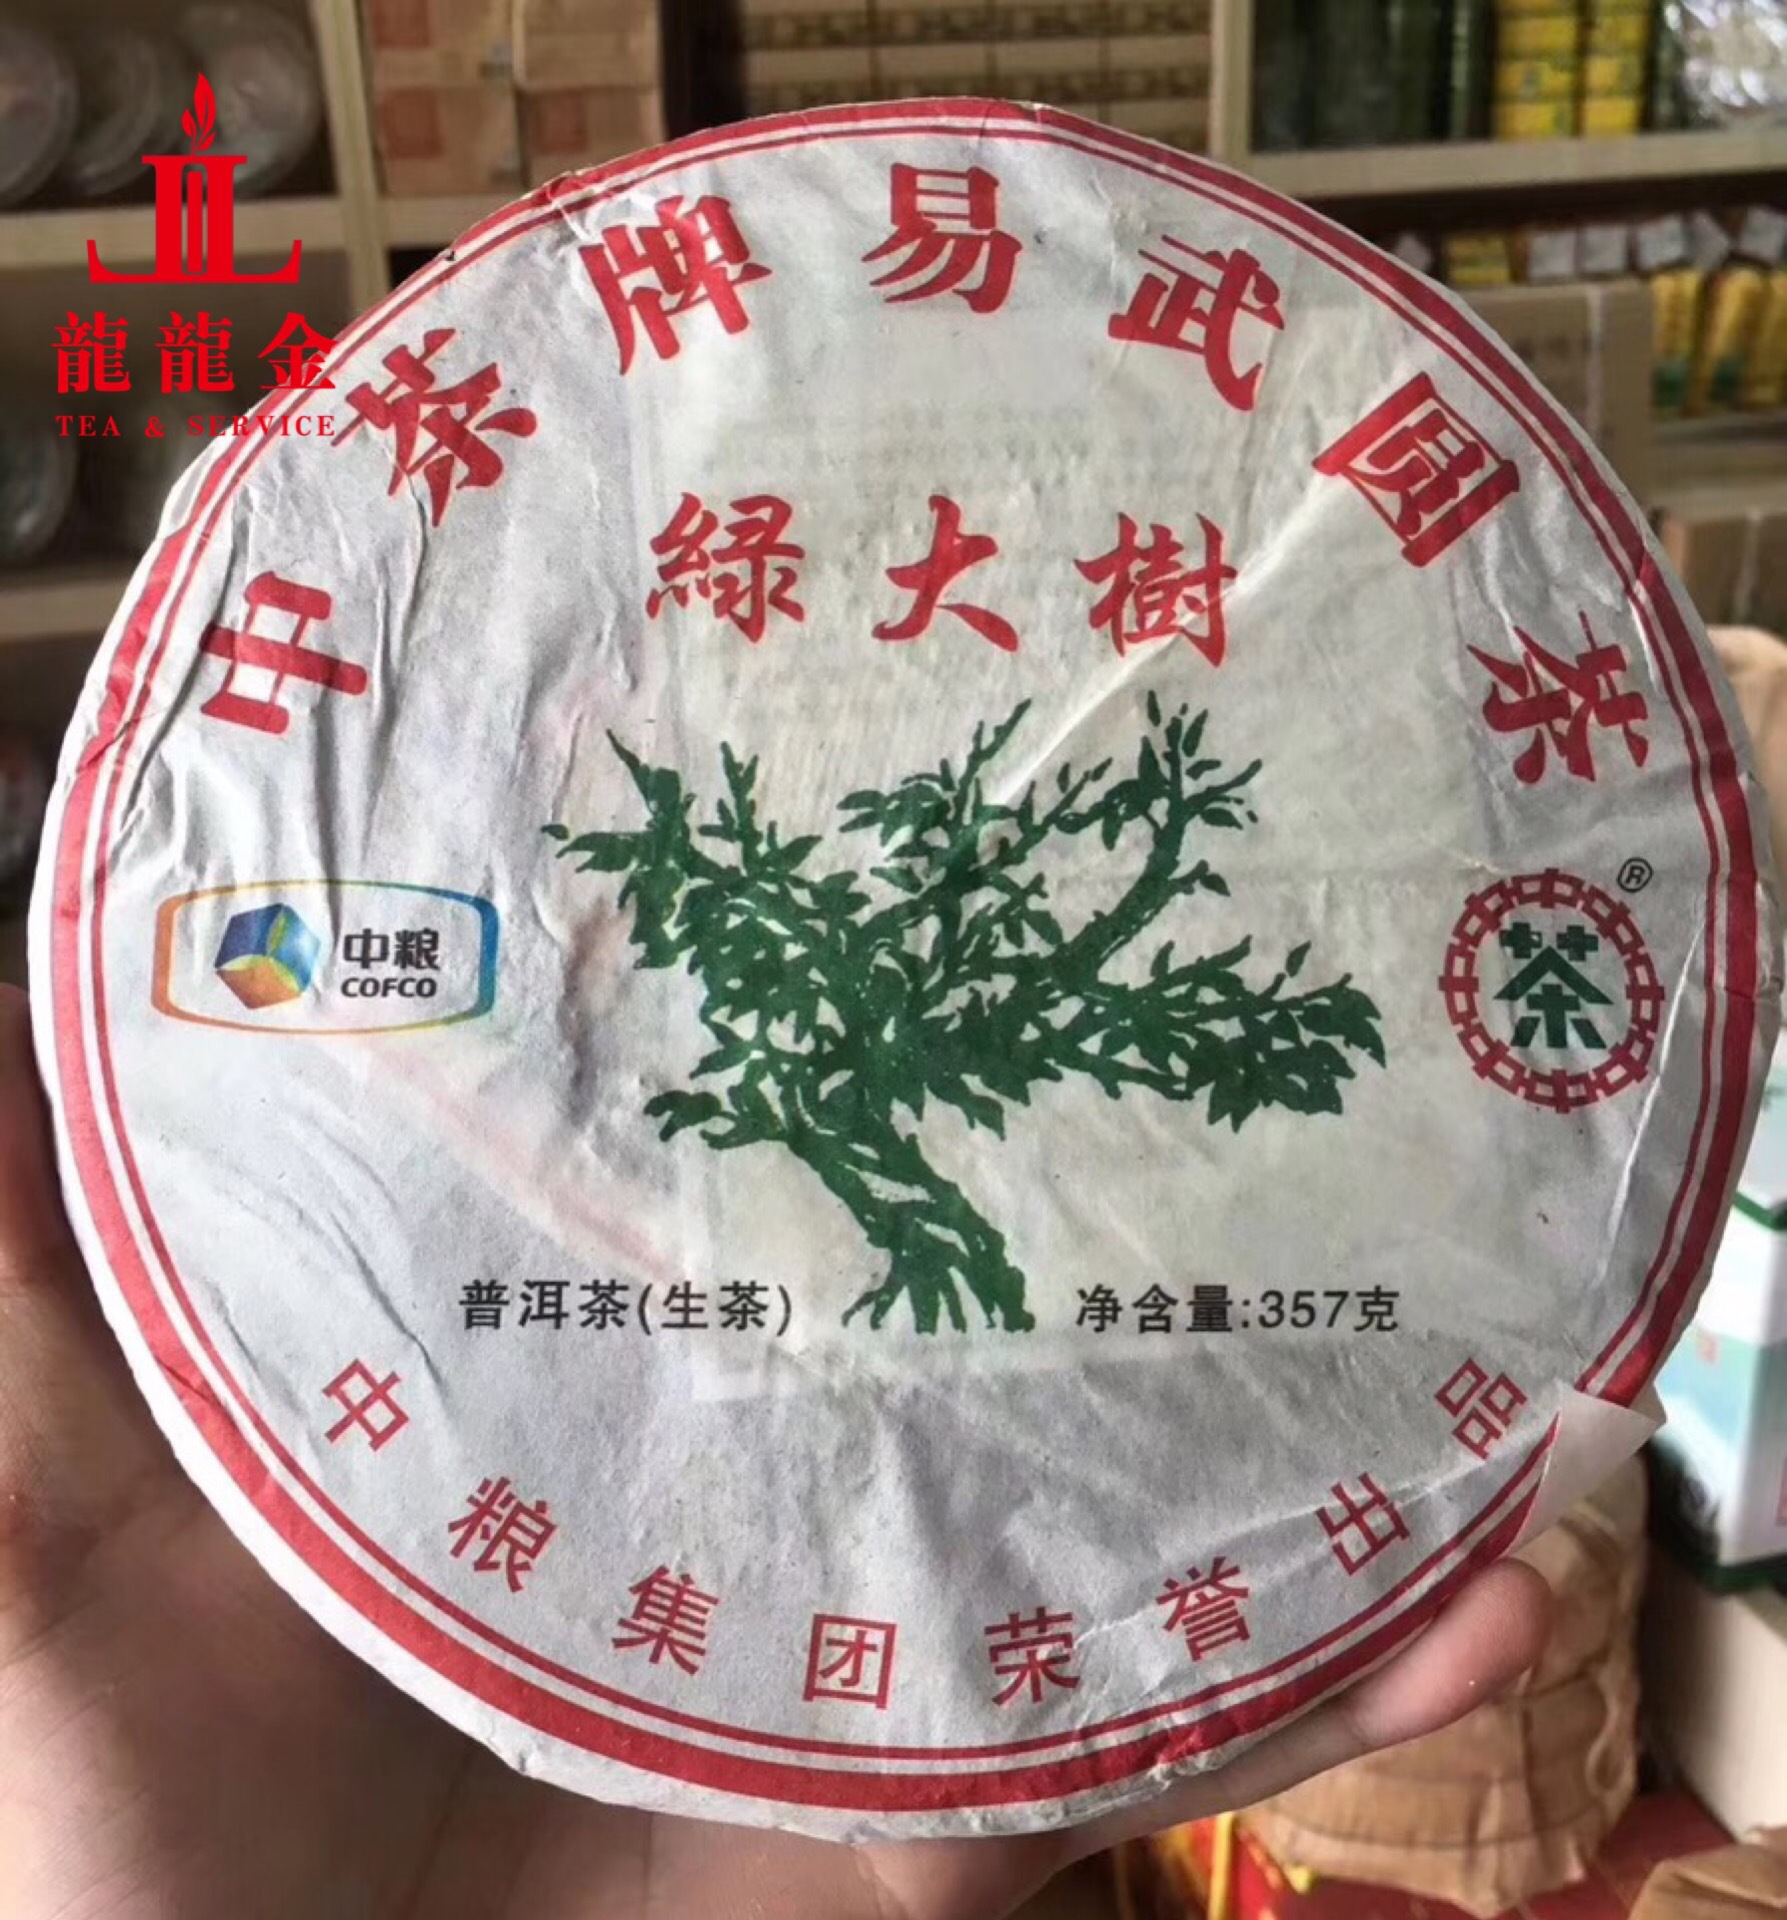 龍龍金
TEA & SERVICE
中茶牌易武圆茶
緑大樹
中粮
COFCO
茶
®
普洱茶(生茶)
净含量:357克
中粮集团荣誉出品